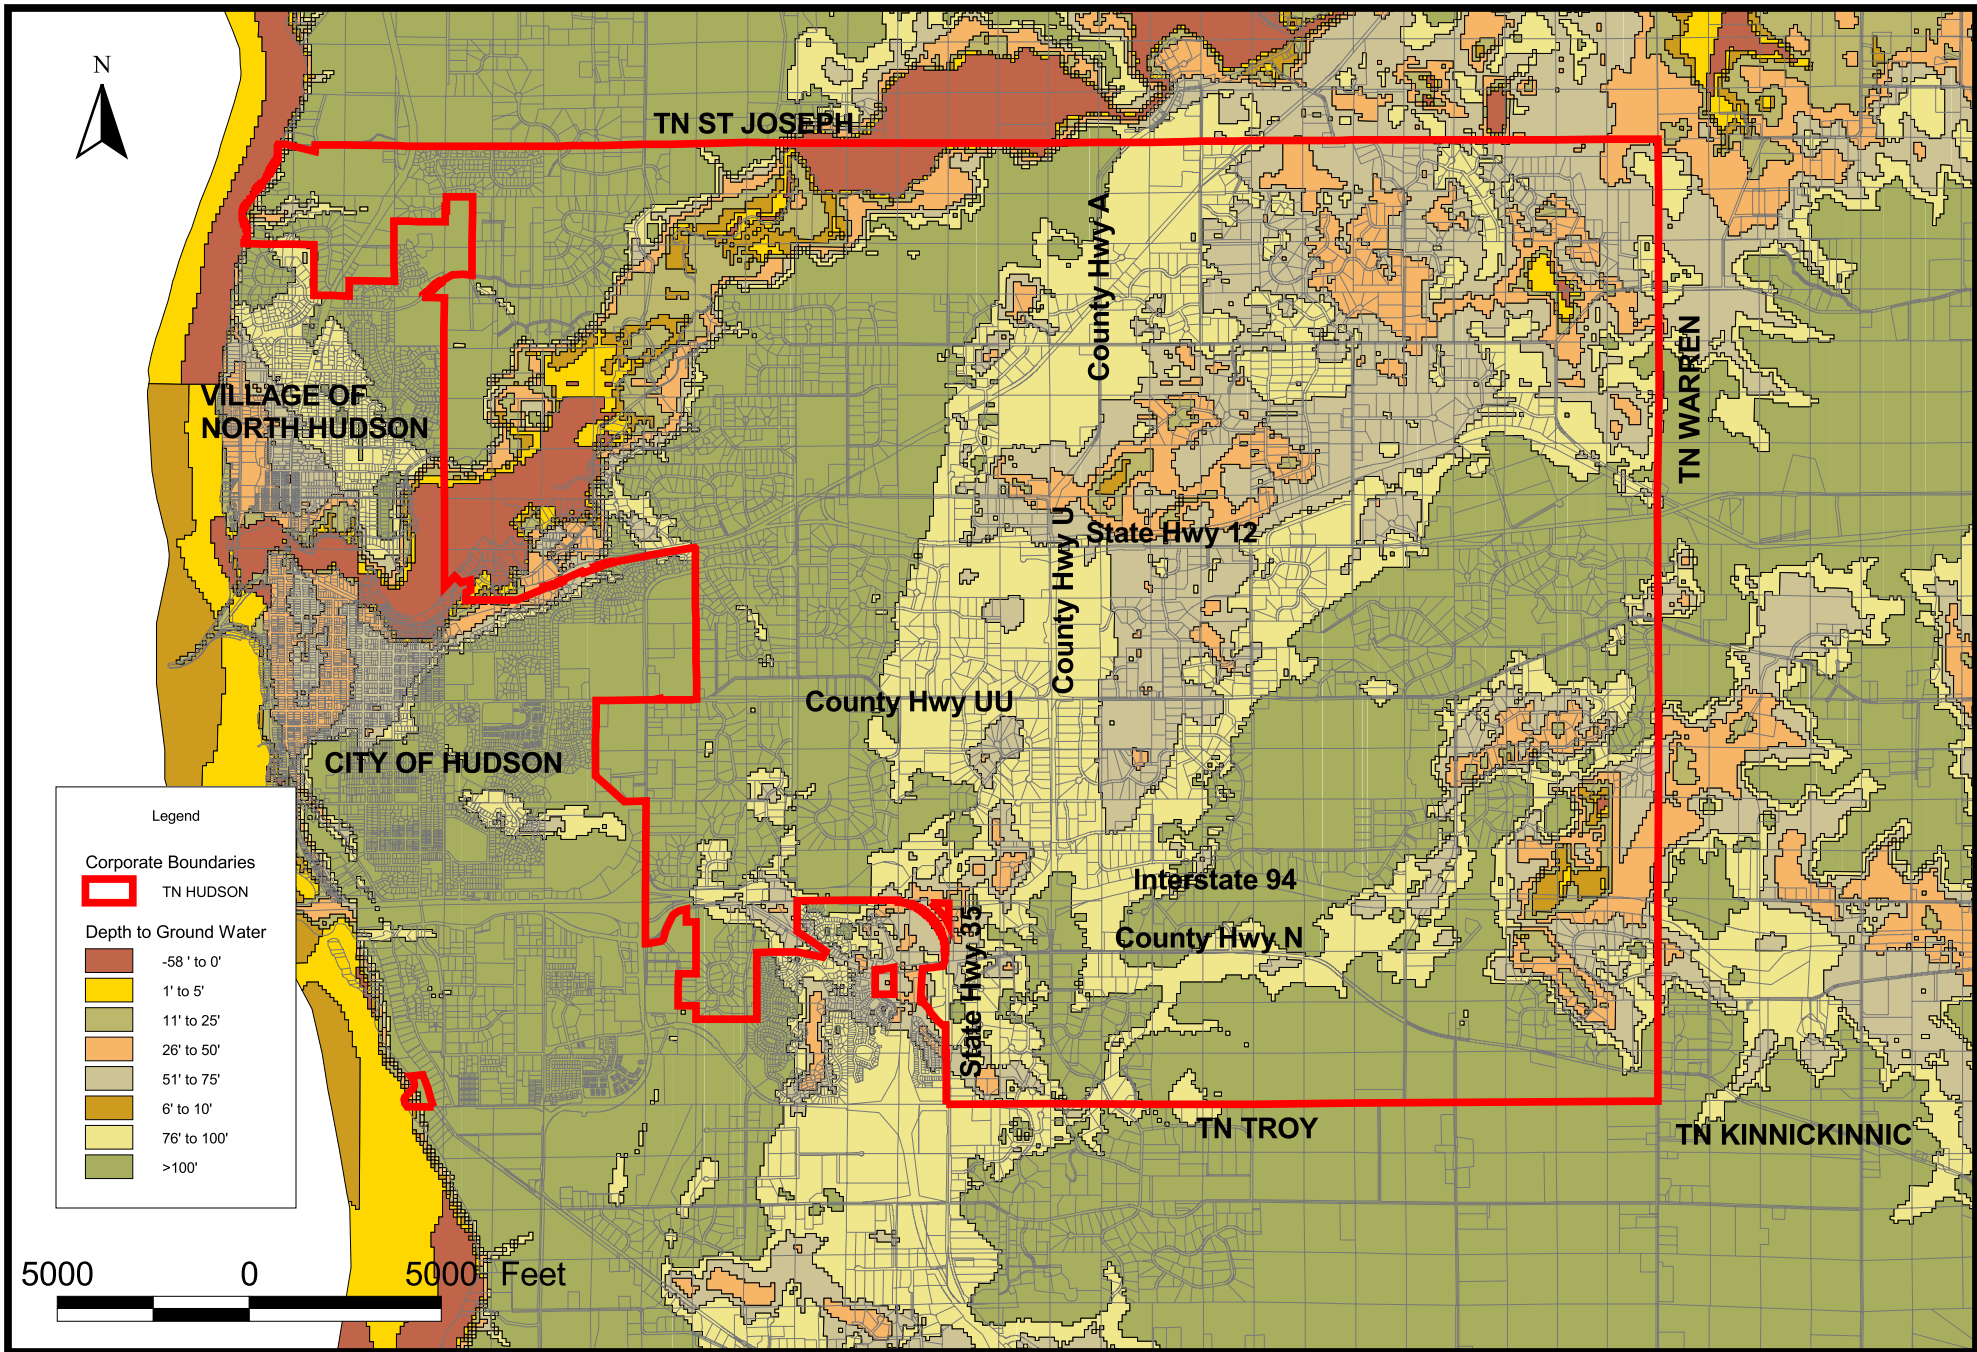 N
TN ST JOSEPH
County Hwy A
TN WARREN
VILLAGE OF
NORTH HUDSON
County Hwy U
State Hwy 12
County Hwy UU
CITY OF HUDSON
Interstate 94
County Hwy N
State Hwy 35
TN TROY
TN KINNICKINNIC
Legend
Corporate Boundaries
TN HUDSON
Depth to Ground Water
-58 ' to 0'
1' to 5'
11' to 25'
26' to 50'
51' to 75'
6' to 10'
76' to 100'
>100'
5000 0 5000 Feet